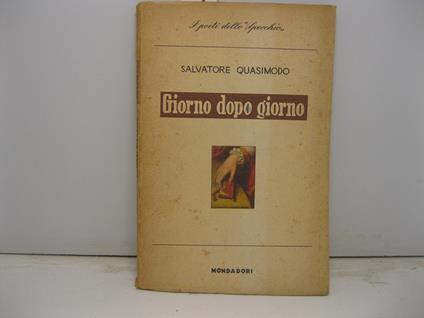 I poeti dello "Specchio"
SALVATORE QUASIMODO
Giorno dopo giorno
MONDADORI